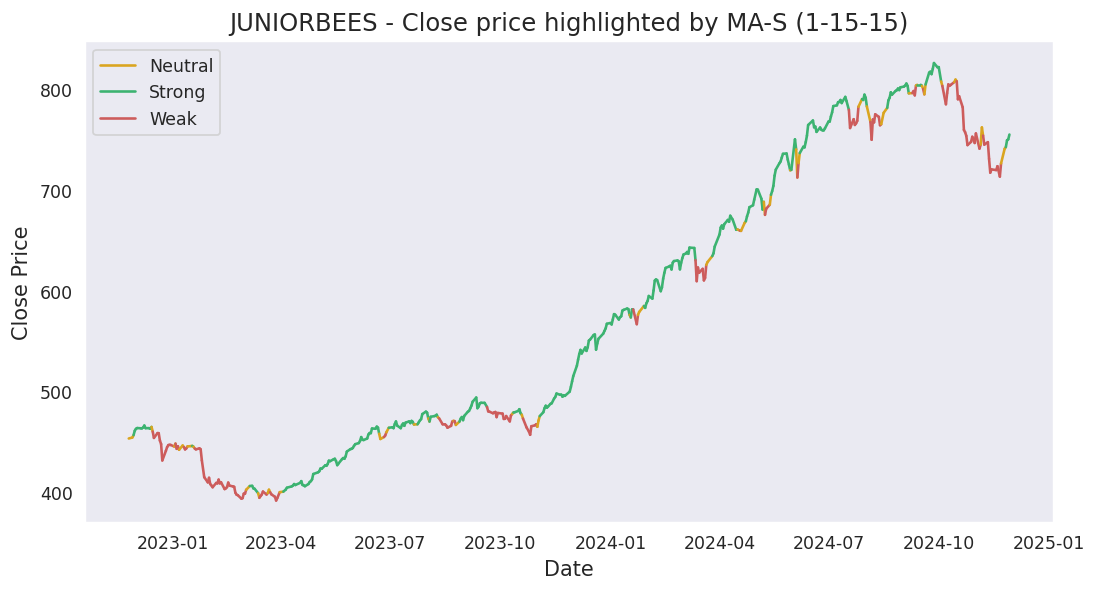 JUNIORBEES - Close price highlighted by MA-S (1-15-15)
Neutral
Strong
Weak
800
700
600
500
400
Close Price
2023-01 2023-04 2023-07 2023-10 2024-01 2024-04 2024-07 2024-10 2025-01
Date